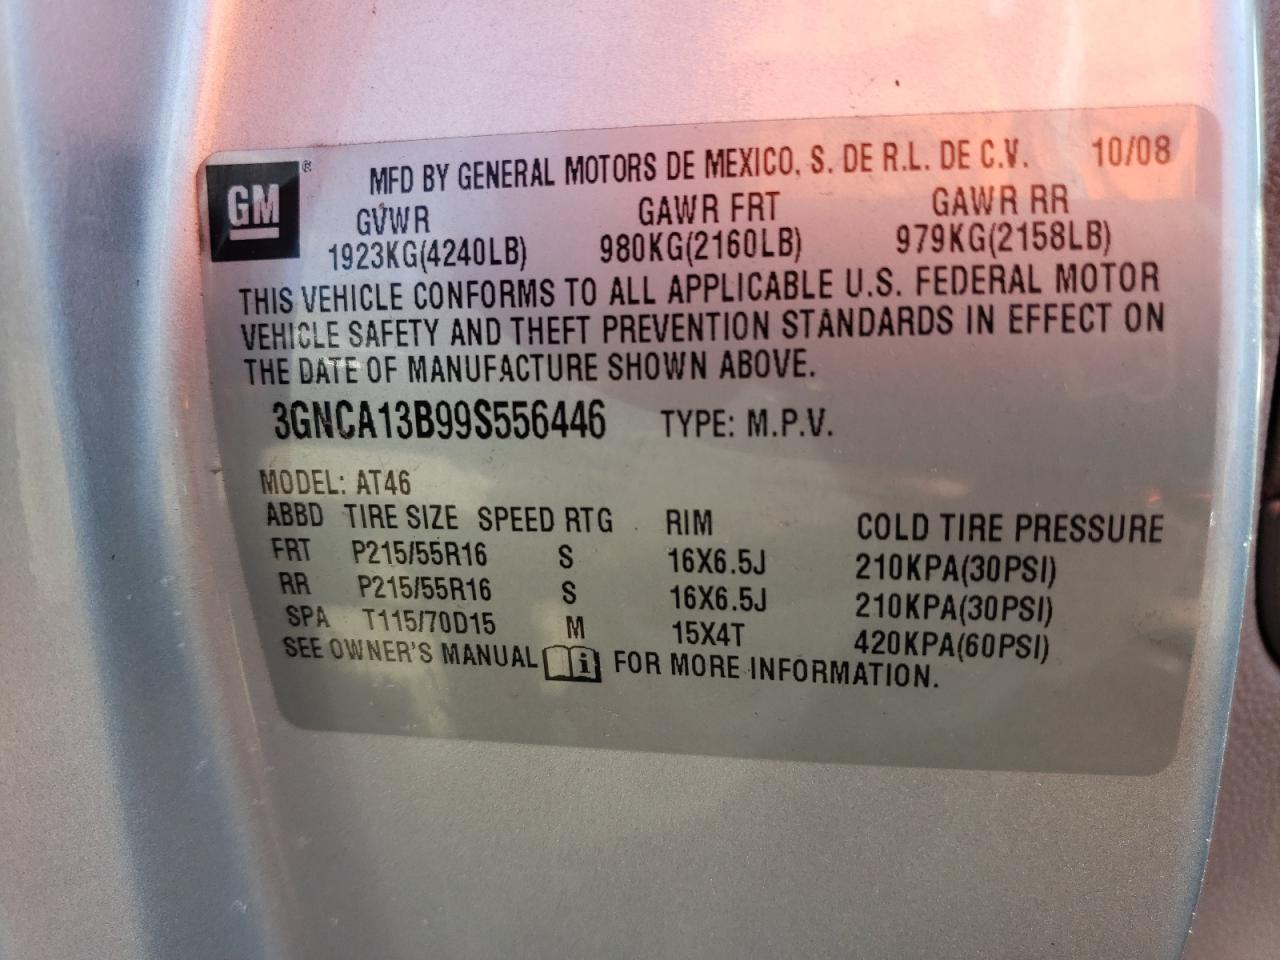 GM ® MFD BY GENERAL MOTORS DE MEXICO, S. DE R.L. DE C.V. 10/08
GVWR GAWR FRT GAWR RR
1923KG(4240LB) 980KG(2160LB) 979KG(2158LB)
THIS VEHICLE CONFORMS TO ALL APPLICABLE U.S. FEDERAL MOTOR
VEHICLE SAFETY AND THEFT PREVENTION STANDARDS IN EFFECT ON
THE DATE OF MANUFACTURE SHOWN ABOVE.
3GNCA13B99S556446 TYPE: M.P.V.
MODEL: AT46
ABBD TIRE SIZE SPEED RTG RIM COLD TIRE PRESSURE
FRT P215/55R16 S 16X6.5J 210KPA(30PSI)
RR P215/55R16 S 16X6.5J 210KPA(30PSI)
SPA T115/70D15 M 15X4T 420KPA(60PSI)
SEE OWNER'S MANUAL i FOR MORE INFORMATION.